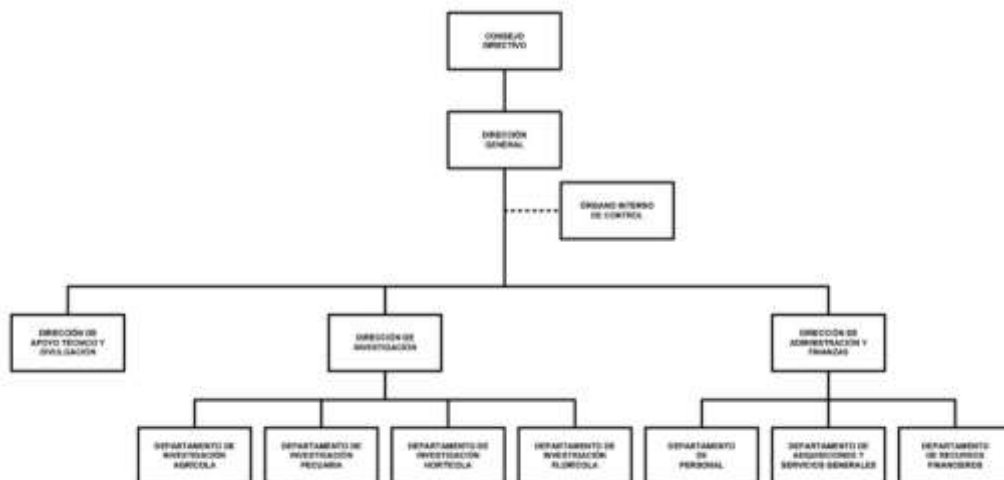 CONSEJO
DIRECTIVO
DIRECCIÓN
GENERAL
ÓRGANO INTERNO
DE CONTROL
DIRECCIÓN DE
APOYO TÉCNICO Y
DIVULGACIÓN
DIRECCIÓN DE
INVESTIGACIÓN
DIRECCIÓN DE
ADMINISTRACIÓN Y
FINANZAS
DEPARTAMENTO DE
INVESTIGACIÓN
AGRÍCOLA
DEPARTAMENTO DE
INVESTIGACIÓN
PECUARIA
DEPARTAMENTO DE
INVESTIGACIÓN
HORTÍCOLA
DEPARTAMENTO DE
INVESTIGACIÓN
FLORÍCOLA
DEPARTAMENTO
DE
PERSONAL
DEPARTAMENTO DE
ADQUISICIONES Y
SERVICIOS GENERALES
DEPARTAMENTO
DE RECURSOS
FINANCIEROS